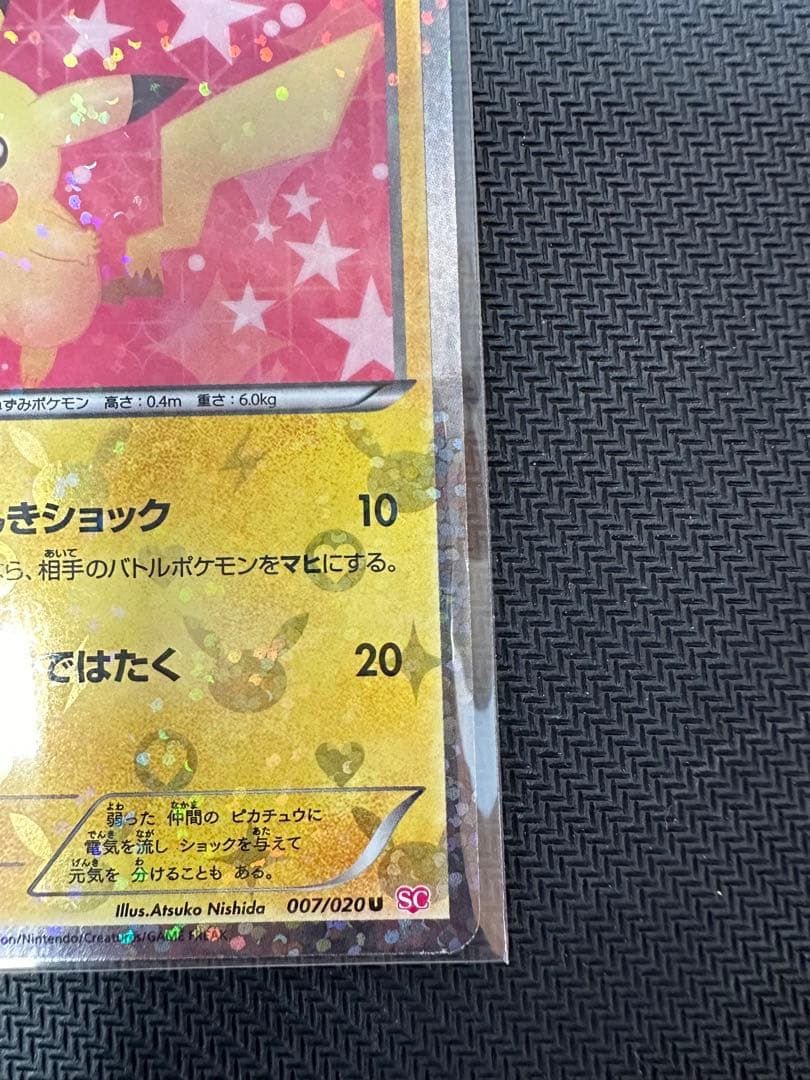 ずみポケモン 高さ：0.4m 重さ：6.0kg
きショック 10
ら、相手のバトルポケモンをマヒにする。
あいて
ではたく 20
弱った 仲間の ピカチュウに
よわ なかま
電気を流し ショックを与えて
でんき なが あた
元気を 分けることも ある。
げんき わ
Illus.Atsuko Nishida 007/020 U SC
on/Nintendo/Creatures/GAME FREAK